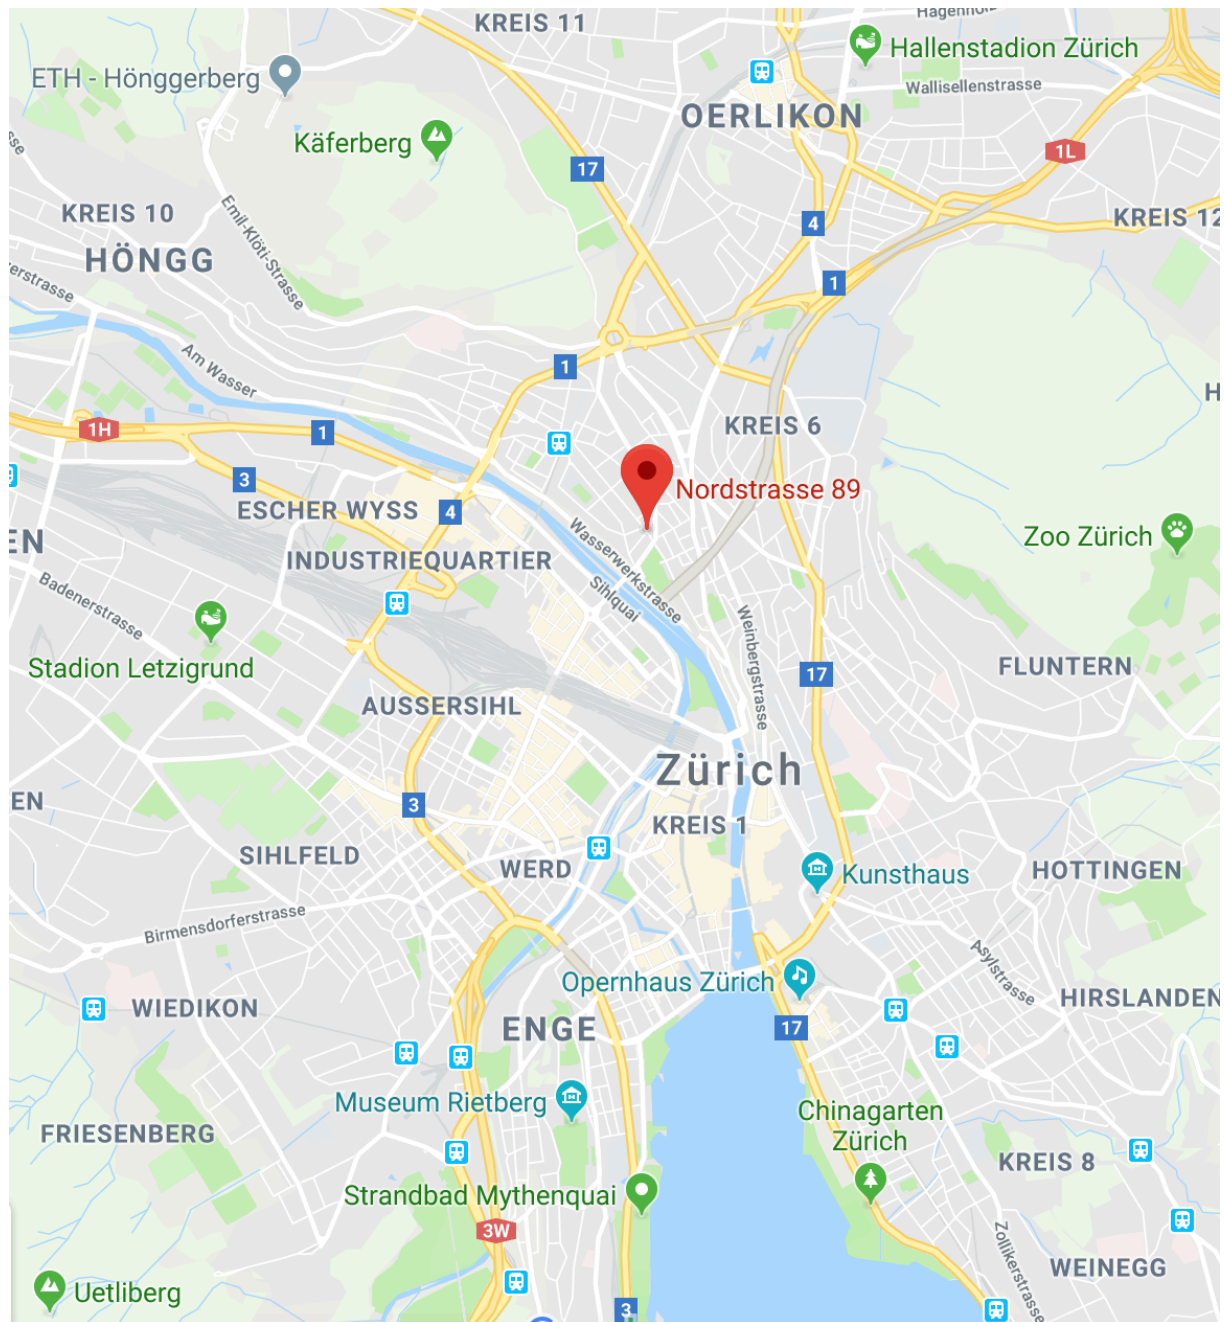 KREIS 11
Hagenholz
Hallenstadion Zürich
ETH - Hönggerberg
Wallisellenstrasse
OERLIKON
Käferberg
1L
17
KREIS 10
KREIS 12
4
Emil-Klöti-Strasse
HÖNGG
1
Am Wasser
1
1H
1
KREIS 6
3
Nordstrasse 89
ESCHER WYSS
4
EN
Zoo Zürich
INDUSTRIEQUARTIER
Wasserwerkstrasse
Badenerstrasse
Sihlquai
Weinbergstrasse
Stadion Letzigrund
FLUNTERN
17
AUSSERSIHL
Zürich
EN
3
KREIS 1
SIHLFELD
WERD
Kunsthaus
HOTTINGEN
Birmensdorferstrasse
Asylstrasse
Opernhaus Zürich
WIEDIKON
HIRSLANDEN
ENGE
17
Museum Rietberg
Chinagarten
Zürich
FRIESENBERG
KREIS 8
Strandbad Mythenquai
3W
Zollikerstrasse
WEINEGG
Uetliberg
3